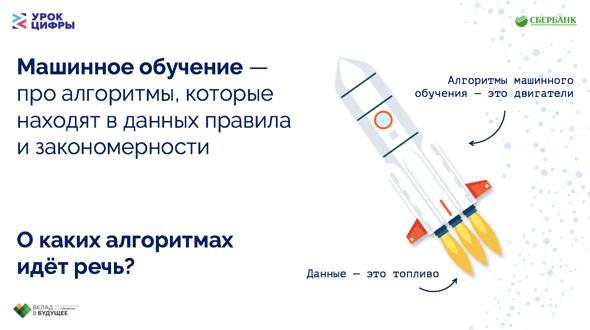 УРОК
ЦИФРЫ
СБЕРБАНК
Машинное обучение —
про алгоритмы, которые
находят в данных правила
и закономерности
Алгоритмы машинного
обучения — это двигатели
О каких алгоритмах
идёт речь?
Данные — это топливо
ВКЛАД
В БУДУЩЕЕ